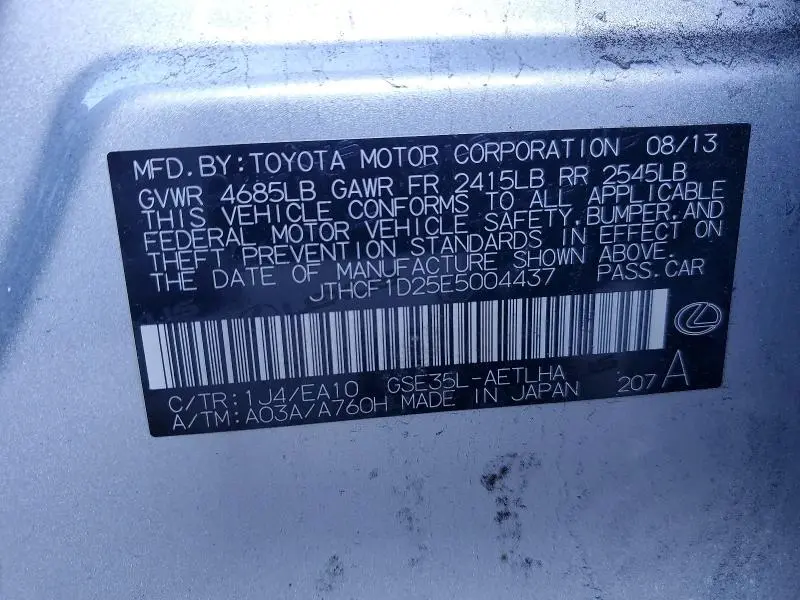 MFD. BY: TOYOTA MOTOR CORPORATION 08/13
GVWR 4685LB GAWR FR 2415LB RR 2545LB
THIS VEHICLE CONFORMS TO ALL APPLICABLE
FEDERAL MOTOR VEHICLE SAFETY, BUMPER, AND
THEFT PREVENTION STANDARDS IN EFFECT ON
THE DATE OF MANUFACTURE SHOWN ABOVE.
JTHCF1D25E5004437 PASS. CAR
C/TR: 1J4/EA10 GSE35L-AETLHA
A/TM: A03A/A760H MADE IN JAPAN 207 A